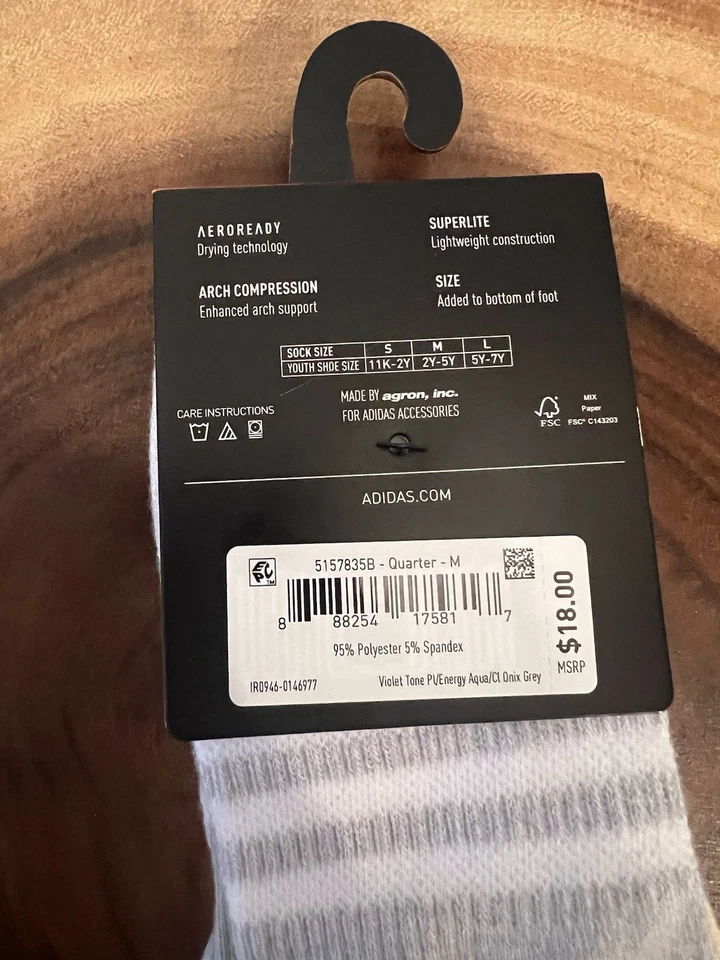 AEROREADY
Drying technology
SUPERLITE
Lightweight construction
ARCH COMPRESSION
Enhanced arch support
SIZE
Added to bottom of foot
SOCK SIZE S M L
YOUTH SHOE SIZE 11K-2Y 2Y-5Y 5Y-7Y
MADE BY agron, inc.
FOR ADIDAS ACCESSORIES
CARE INSTRUCTIONS
FSC
MIX
Paper
FSC® C143203
ADIDAS.COM
EPC™
5157835B - Quarter - M
8 88254 17581 7
95% Polyester 5% Spandex
IR0946-0146977
Violet Tone Pl/Energy Aqua/Cl Onix Grey
$18.00
MSRP